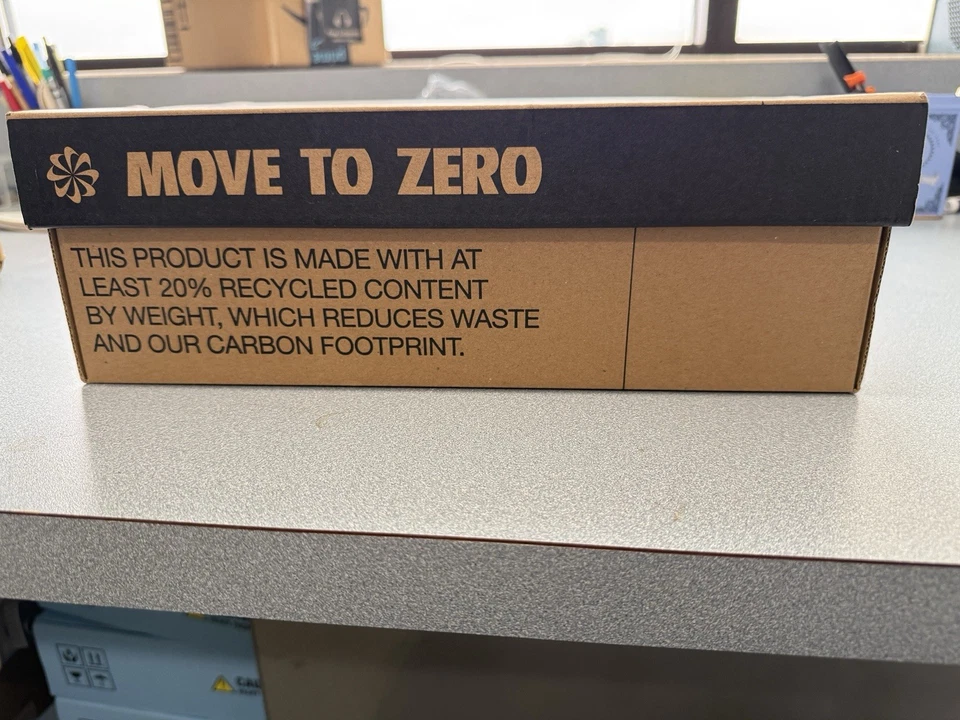 MOVE TO ZERO
THIS PRODUCT IS MADE WITH AT
LEAST 20% RECYCLED CONTENT
BY WEIGHT, WHICH REDUCES WASTE
AND OUR CARBON FOOTPRINT.